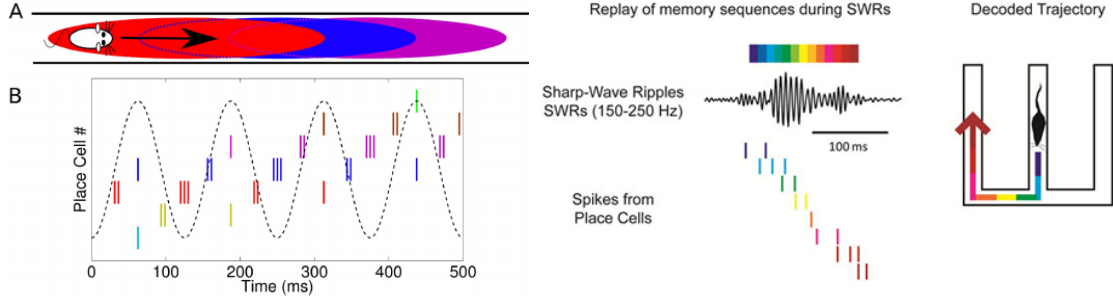 A
B
Place Cell #
0
100
200
300
400
500
Time (ms)
Replay of memory sequences during SWRs
Sharp-Wave Ripples
SWRs (150-250 Hz)
100 ms
Spikes from
Place Cells
Decoded Trajectory